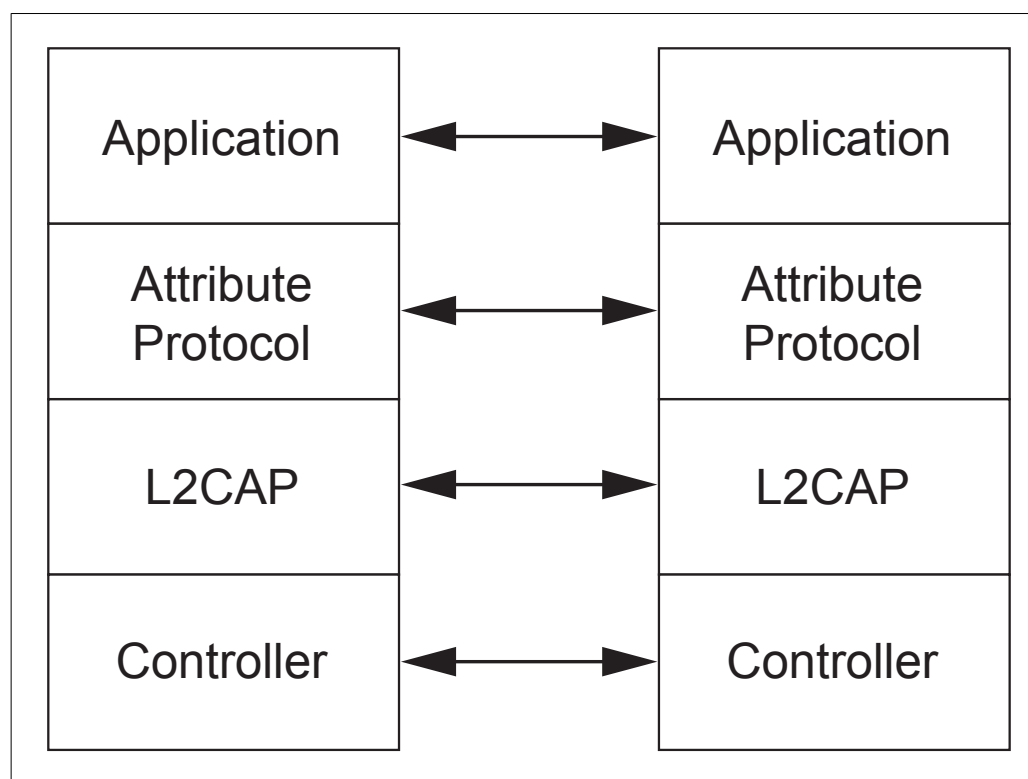 Application
Application
Attribute
Protocol
Attribute
Protocol
L2CAP
L2CAP
Controller
Controller